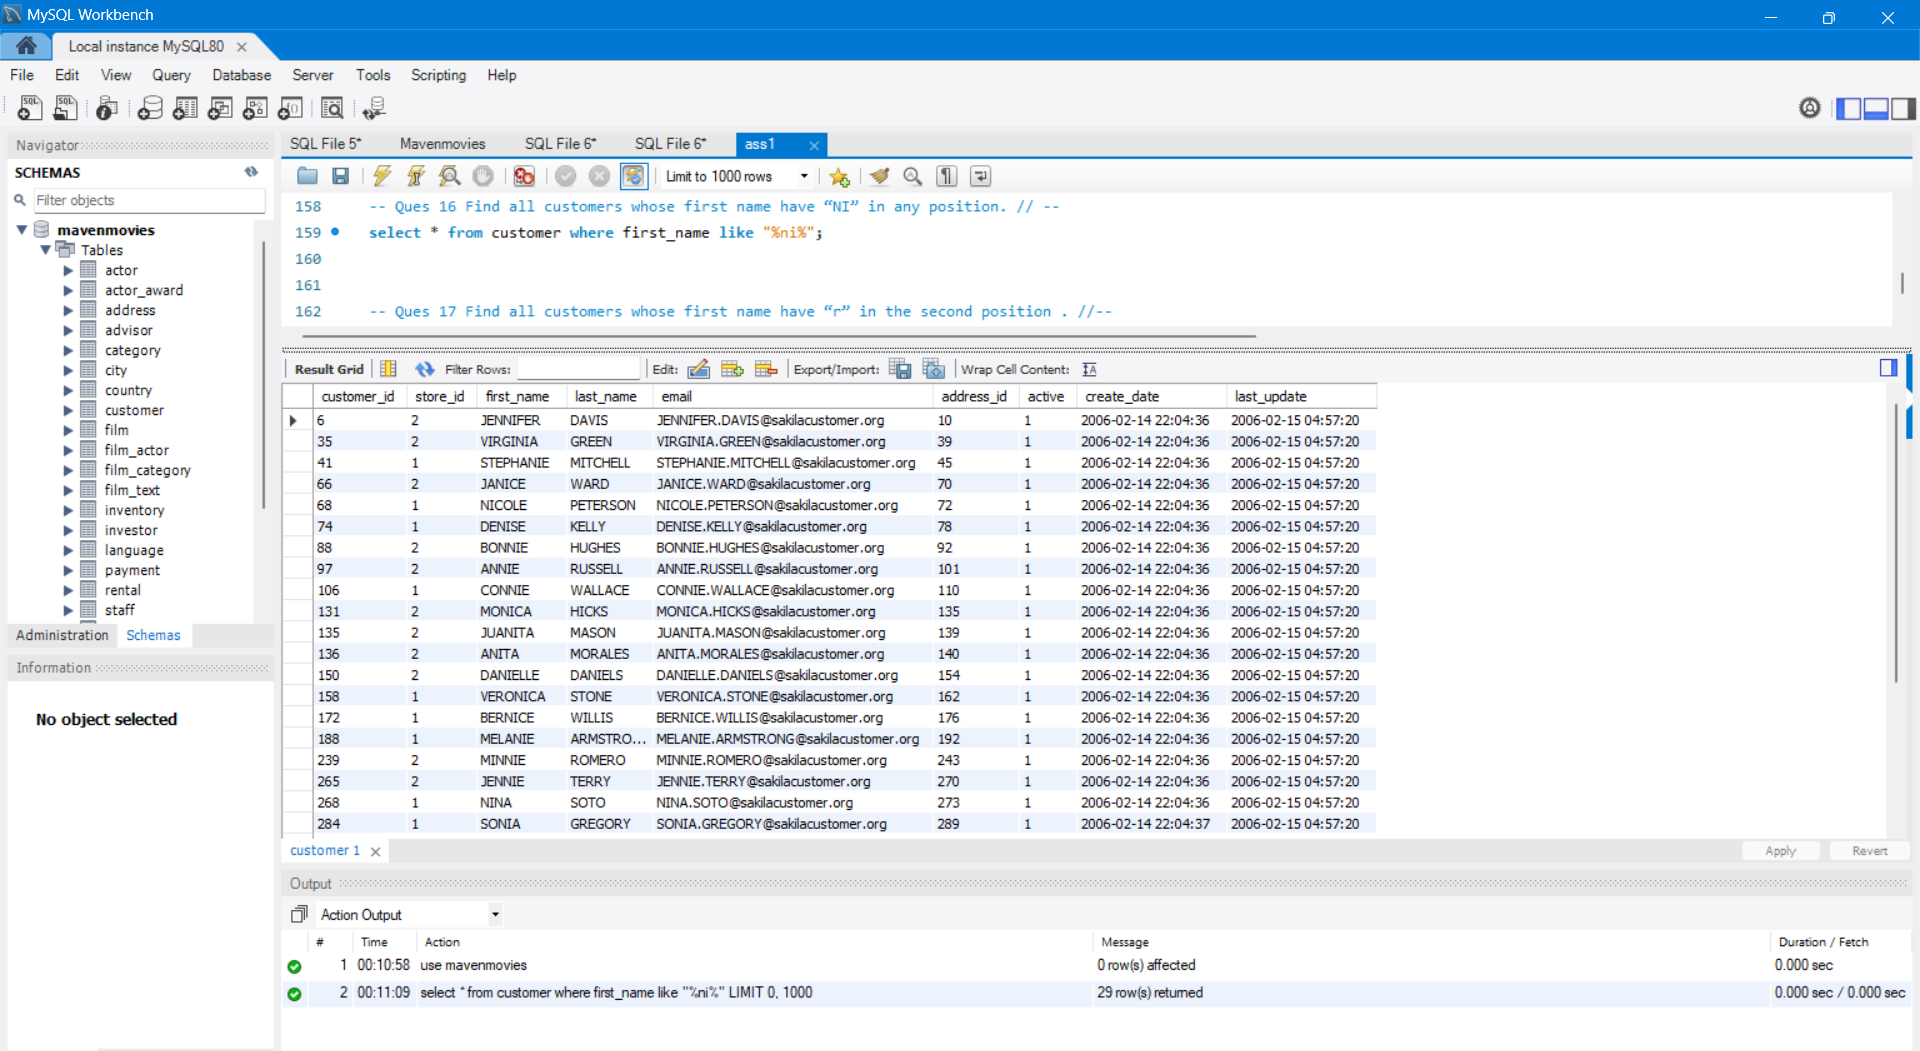 MySQL Workbench
Local instance MySQL80
File Edit View Query Database Server Tools Scripting Help
Navigator
SCHEMAS
Filter objects
mavenmovies
Tables
actor
actor_award
address
advisor
category
city
country
customer
film
film_actor
film_category
film_text
inventory
investor
language
payment
rental
staff
Administration Schemas
Information
No object selected
SQL File 5* Mavenmovies SQL File 6* SQL File 6* ass1
Limit to 1000 rows
158 -- Ques 16 Find all customers whose first name have “NI” in any position. // --
159 select * from customer where first_name like "%ni%";
160
161
162 -- Ques 17 Find all customers whose first name have “r” in the second position . //--
Result Grid Filter Rows: Edit: Export/Import: Wrap Cell Content:
customer_id store_id first_name last_name email address_id active create_date last_update
6 2 JENNIFER DAVIS JENNIFER.DAVIS@sakilacustomer.org 10 1 2006-02-14 22:04:36 2006-02-15 04:57:20
35 2 VIRGINIA GREEN VIRGINIA.GREEN@sakilacustomer.org 39 1 2006-02-14 22:04:36 2006-02-15 04:57:20
41 1 STEPHANIE MITCHELL STEPHANIE.MITCHELL@sakilacustomer.org 45 1 2006-02-14 22:04:36 2006-02-15 04:57:20
66 2 JANICE WARD JANICE.WARD@sakilacustomer.org 70 1 2006-02-14 22:04:36 2006-02-15 04:57:20
68 1 NICOLE PETERSON NICOLE.PETERSON@sakilacustomer.org 72 1 2006-02-14 22:04:36 2006-02-15 04:57:20
74 1 DENISE KELLY DENISE.KELLY@sakilacustomer.org 78 1 2006-02-14 22:04:36 2006-02-15 04:57:20
88 2 BONNIE HUGHES BONNIE.HUGHES@sakilacustomer.org 92 1 2006-02-14 22:04:36 2006-02-15 04:57:20
97 2 ANNIE RUSSELL ANNIE.RUSSELL@sakilacustomer.org 101 1 2006-02-14 22:04:36 2006-02-15 04:57:20
106 1 CONNIE WALLACE CONNIE.WALLACE@sakilacustomer.org 110 1 2006-02-14 22:04:36 2006-02-15 04:57:20
131 2 MONICA HICKS MONICA.HICKS@sakilacustomer.org 135 1 2006-02-14 22:04:36 2006-02-15 04:57:20
135 2 JUANITA MASON JUANITA.MASON@sakilacustomer.org 139 1 2006-02-14 22:04:36 2006-02-15 04:57:20
136 2 ANITA MORALES ANITA.MORALES@sakilacustomer.org 140 1 2006-02-14 22:04:36 2006-02-15 04:57:20
150 2 DANIELLE DANIELS DANIELLE.DANIELS@sakilacustomer.org 154 1 2006-02-14 22:04:36 2006-02-15 04:57:20
158 1 VERONICA STONE VERONICA.STONE@sakilacustomer.org 162 1 2006-02-14 22:04:36 2006-02-15 04:57:20
172 1 BERNICE WILLIS BERNICE.WILLIS@sakilacustomer.org 176 1 2006-02-14 22:04:36 2006-02-15 04:57:20
188 1 MELANIE ARMSTRO... MELANIE.ARMSTRONG@sakilacustomer.org 192 1 2006-02-14 22:04:36 2006-02-15 04:57:20
239 2 MINNIE ROMERO MINNIE.ROMERO@sakilacustomer.org 243 1 2006-02-14 22:04:36 2006-02-15 04:57:20
265 2 JENNIE TERRY JENNIE.TERRY@sakilacustomer.org 270 1 2006-02-14 22:04:36 2006-02-15 04:57:20
268 1 NINA SOTO NINA.SOTO@sakilacustomer.org 273 1 2006-02-14 22:04:36 2006-02-15 04:57:20
284 1 SONIA GREGORY SONIA.GREGORY@sakilacustomer.org 289 1 2006-02-14 22:04:37 2006-02-15 04:57:20
customer 1 Apply Revert
Output
Action Output
# Time Action Message Duration / Fetch
1 00:10:58 use mavenmovies 0 row(s) affected 0.000 sec
2 00:11:09 select * from customer where first_name like "%ni%" LIMIT 0, 1000 29 row(s) returned 0.000 sec / 0.000 sec